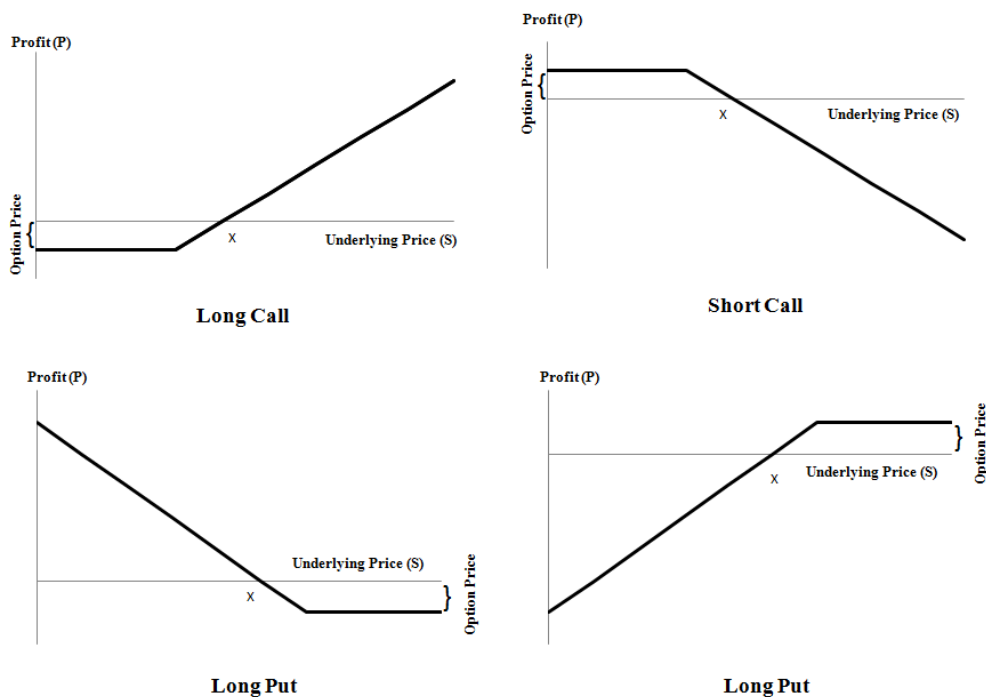 Profit (P)
Option Price
{
X
Underlying Price (S)
Long Call
Profit (P)
Option Price
{
X
Underlying Price (S)
Short Call
Profit (P)
Underlying Price (S)
X
}
Option Price
Long Put
Profit (P)
}
Option Price
Underlying Price (S)
X
Long Put